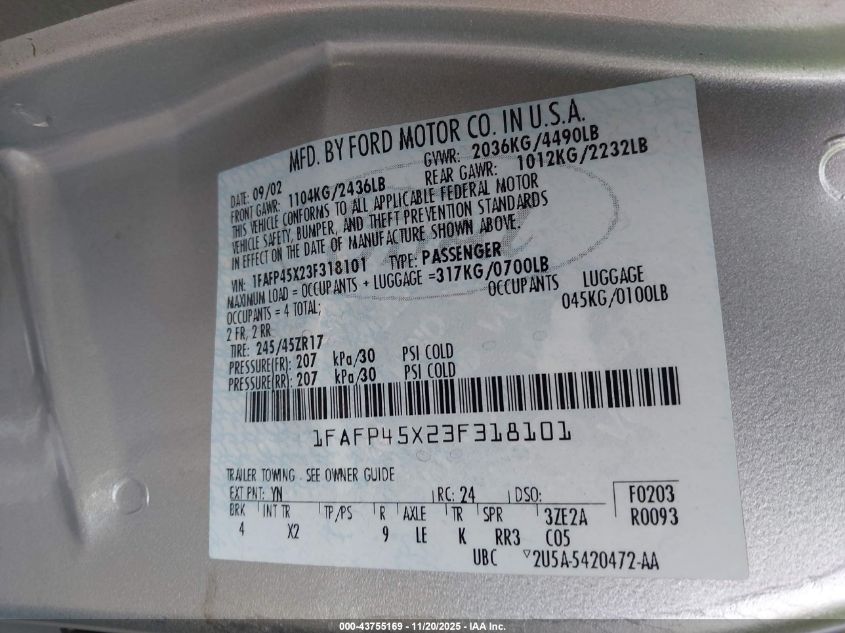 MFD. BY FORD MOTOR CO. IN U.S.A.
DATE: 09/02 GVWR: 2036KG/4490LB
FRONT GAWR: 1104KG/2436LB REAR GAWR: 1012KG/2232LB
THIS VEHICLE CONFORMS TO ALL APPLICABLE FEDERAL MOTOR
VEHICLE SAFETY, BUMPER, AND THEFT PREVENTION STANDARDS
IN EFFECT ON THE DATE OF MANUFACTURE SHOWN ABOVE.
VIN: 1FAFP45X23F318101 TYPE: PASSENGER
MAXIMUM LOAD = OCCUPANTS + LUGGAGE =317KG/0700LB
OCCUPANTS = 4 TOTAL; OCCUPANTS LUGGAGE
2 FR, 2 RR 045KG/0100LB
TIRE: 245/45ZR17
PRESSURE(FR): 207 kPa/30 PSI COLD
PRESSURE(RR): 207 kPa/30 PSI COLD
1FAFP45X23F318101
TRAILER TOWING - SEE OWNER GUIDE
EXT PNT: YN RC: 24 DSO: F0203
BRK INT TR TP/PS R AXLE TR SPR 3ZE2A R0093
4 X2 9 LE K RR3 C05
UBC ▽2U5A-5420472-AA
000-43755169 - 11/20/2025 - IAA Inc.